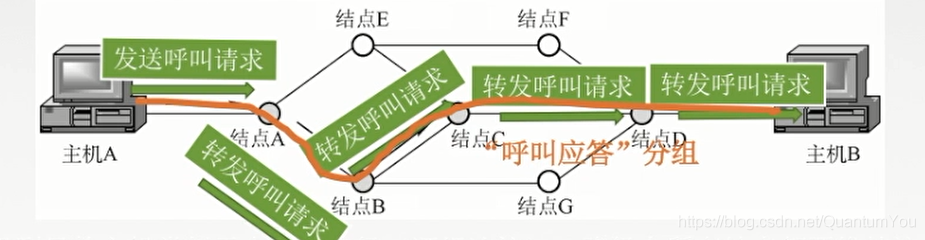 结点E
结点F
发送呼叫请求
转发呼叫请求
转发呼叫请求
转发呼叫请求
结点A
结点C
结点D
主机A
“呼叫应答”分组
主机B
转发呼叫请求
结点B
结点G
https://blog.csdn.net/QuantumYou